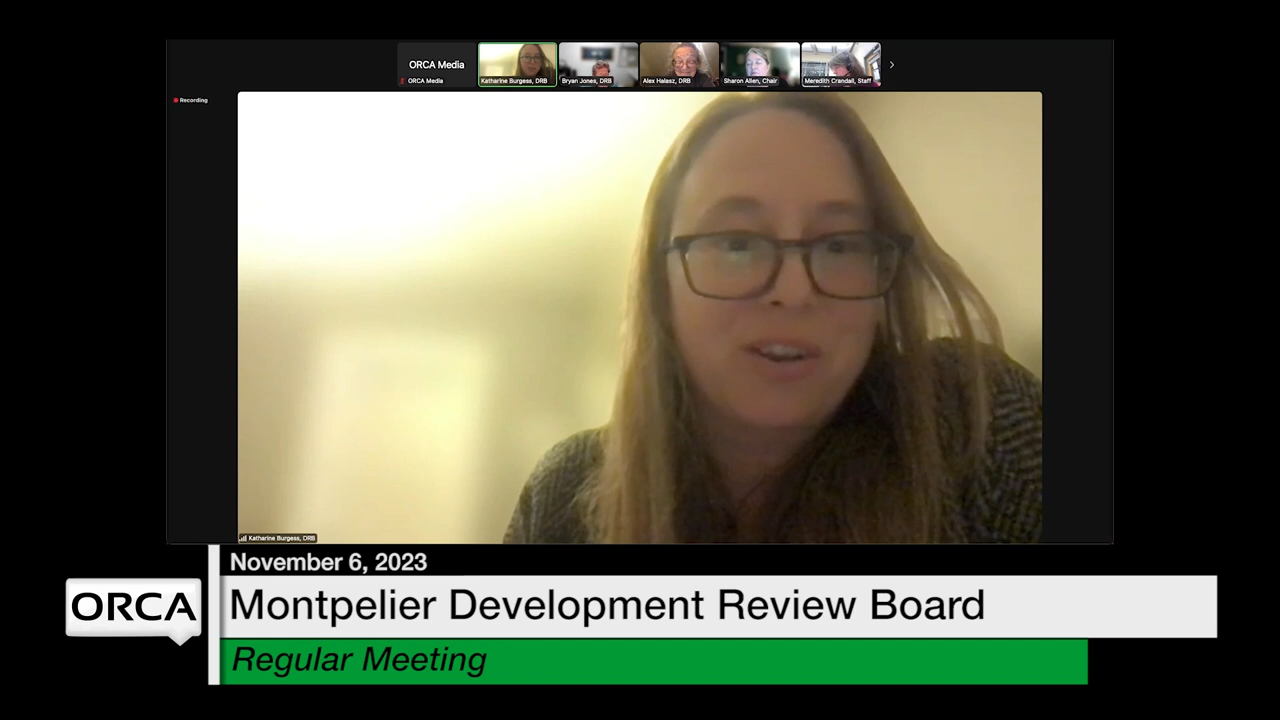 ORCA Media
ORCA Media
Katharine Burgess, DRB
Bryan Jones, DRB
Alex Halasz, DRB
Sharon Allen, Chair
Meredith Crandall, Staff
Recording
Katharine Burgess, DRB
November 6, 2023
ORCA
Montpelier Development Review Board
Regular Meeting